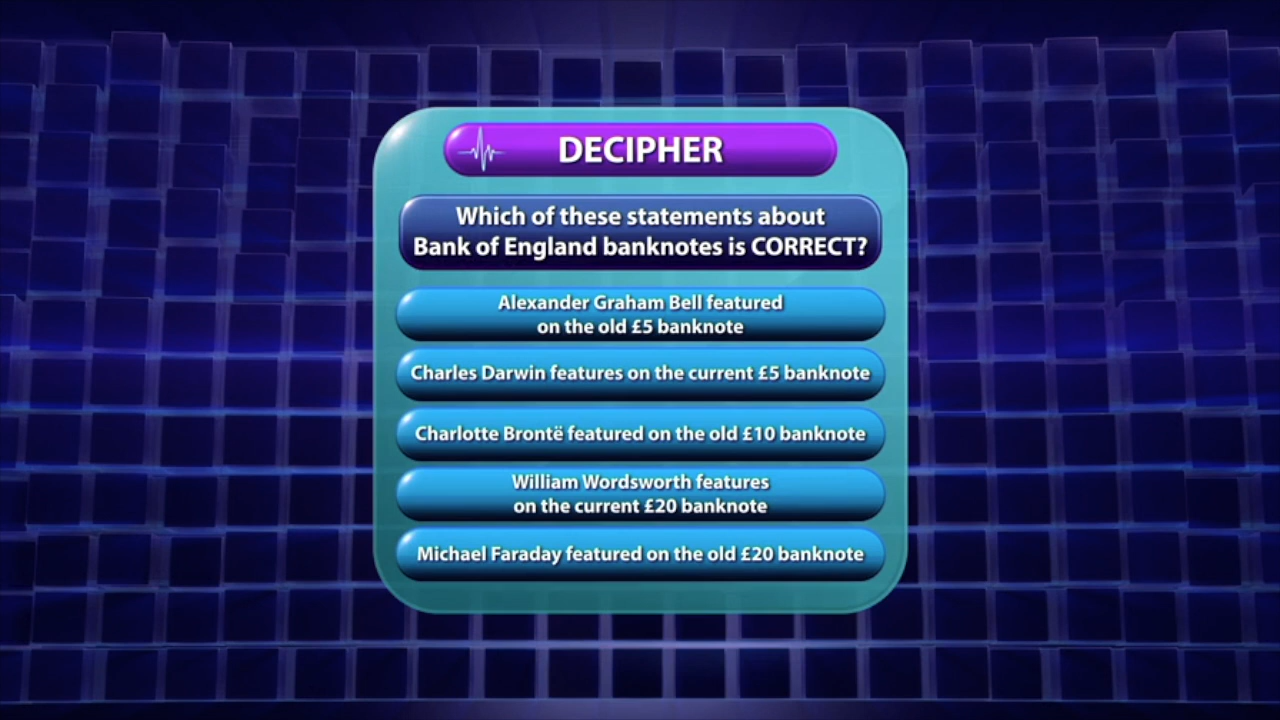 DECIPHER
Which of these statements about
Bank of England banknotes is CORRECT?
Alexander Graham Bell featured
on the old £5 banknote
Charles Darwin features on the current £5 banknote
Charlotte Brontë featured on the old £10 banknote
William Wordsworth features
on the current £20 banknote
Michael Faraday featured on the old £20 banknote